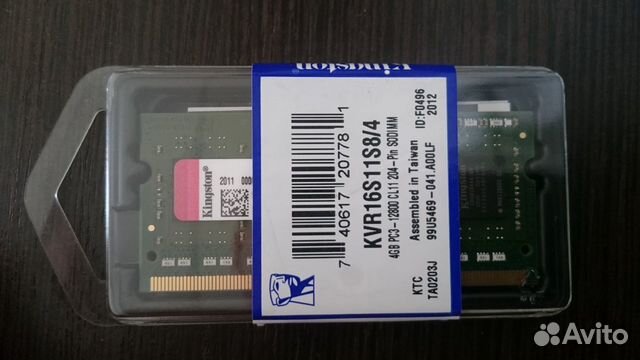 Kingston
Kingston
2011
7 40617 20778 1
KVR16S11S8/4
4GB PC3-12800 CL11 204-Pin SODIMM
Assembled in Taiwan ID:F0496
99U5469-041.A00LF 2012
KTC
TA0203J
Avito